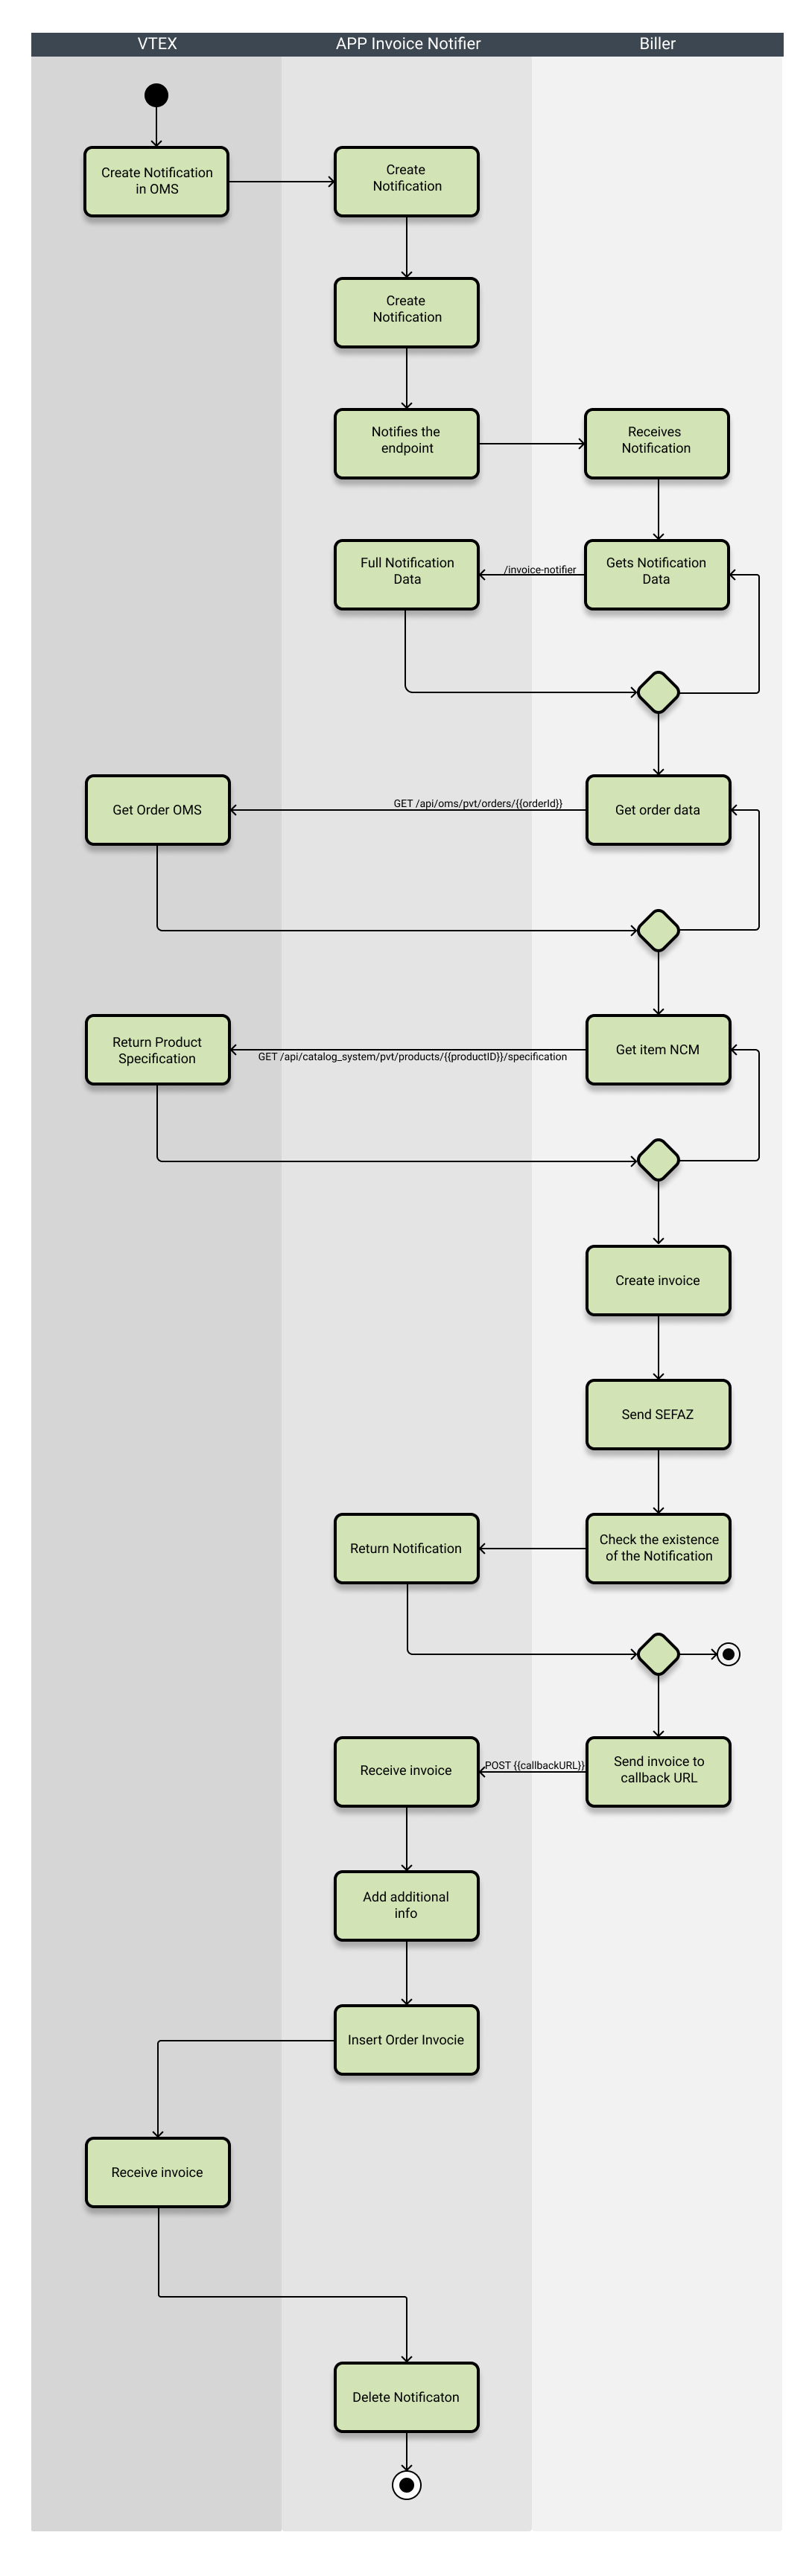 VTEX
APP Invoice Notifier
Biller
Create Notification
in OMS
Create
Notification
Create
Notification
Notifies the
endpoint
Receives
Notification
Full Notification
Data
/invoice-notifier
Gets Notification
Data
Get Order OMS
GET /api/oms/pvt/orders/{{orderId}}
Get order data
Return Product
Specification
GET /api/catalog_system/pvt/products/{{productID}}/specification
Get item NCM
Create invoice
Send SEFAZ
Return Notification
Check the existence
of the Notification
Receive invoice
POST {{callbackURL}}
Send invoice to
callback URL
Add additional
info
Insert Order Invocie
Receive invoice
Delete Notificaton